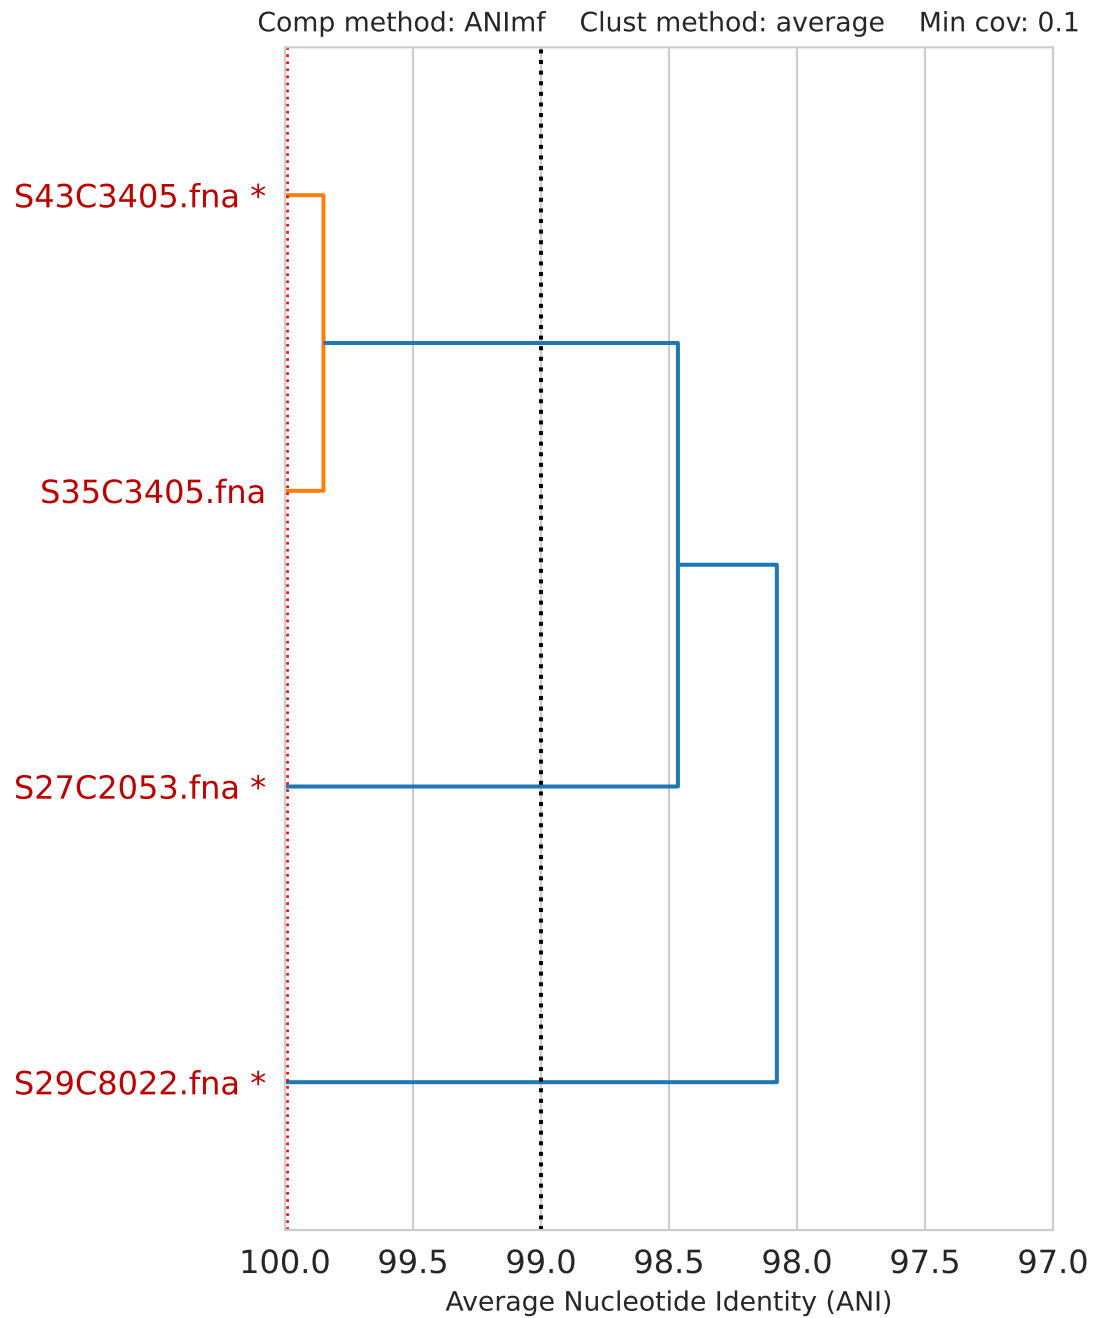 Comp method: ANImf    Clust method: average    Min cov: 0.1
S43C3405.fna *
S35C3405.fna
S27C2053.fna *
S29C8022.fna *
100.0 99.5 99.0 98.5 98.0 97.5 97.0
Average Nucleotide Identity (ANI)